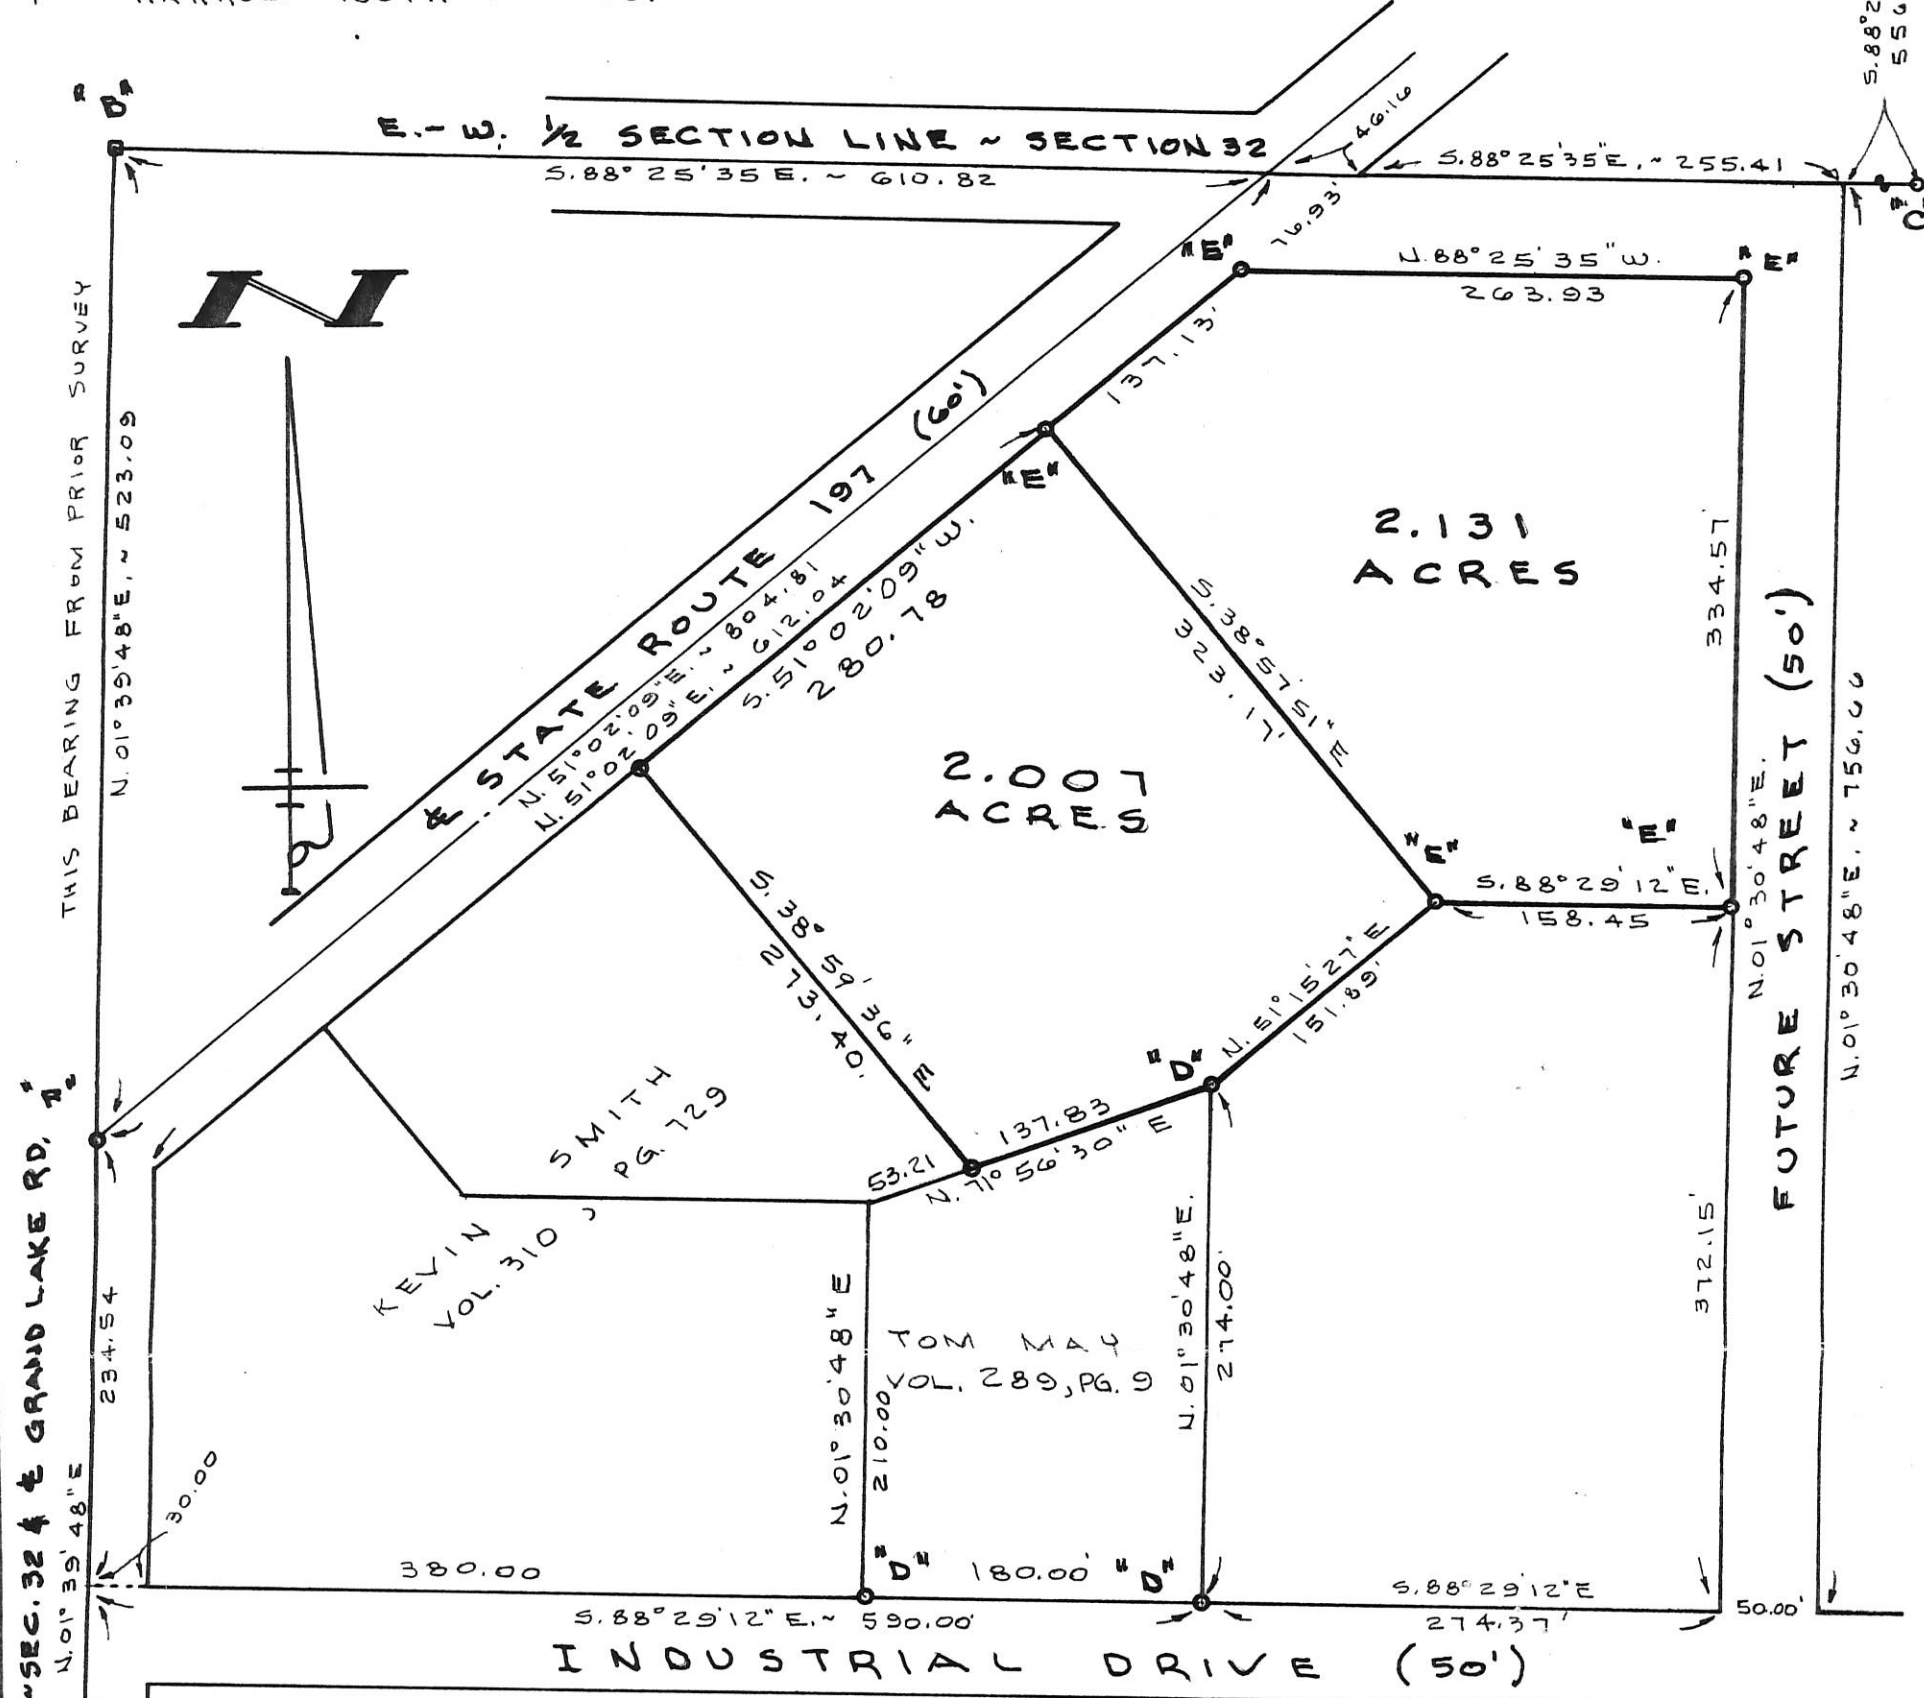 "B"
E.-W. ½ SECTION LINE ~ SECTION 32
S.88° 25'35 E. ~ 610.82
46.16
S.88° 25'35"E. ~ 255.41
"C"
76.93'
"E"
N.88° 25' 35" W.
263.93
"E"
N
THIS BEARING FROM PRIOR SURVEY
N.01° 39' 48"E. ~ 523.09
137.13'
"E"
℄ STATE ROUTE 197 (60')
N. 51° 02' 09"E. ~ 804.81
N. 51° 02' 09"E. ~ 612.04
S. 51° 02' 09" W.
280.78
2.131
ACRES
334.57'
S. 38° 57' 51" E
323.17'
2.007
ACRES
"E"
"E"
S. 88° 29' 12" E.
158.45
N.01° 30' 48"E.
FUTURE STREET (50')
N.01° 30' 48"E. ~ 756.66
S. 38° 59' 36" E
273.40
N. 51° 15' 27" E
151.89'
"D"
137.83
53.21
N. 71° 56' 30" E
KEVIN SMITH
VOL. 310, PG. 729
N.01° 30' 48" E
210.00
TOM MAY
VOL. 289, PG. 9
N.01° 30' 48"E.
274.00'
372.15'
SEC. 32 & ℄ GRAND LAKE RD.
234.54
N.01° 39' 48"E
30.00
380.00
"D"
180.00'
"D"
S. 88° 29' 12" E
274.37'
50.00'
S. 88° 29' 12" E. ~ 590.00'
INDUSTRIAL DRIVE (50')